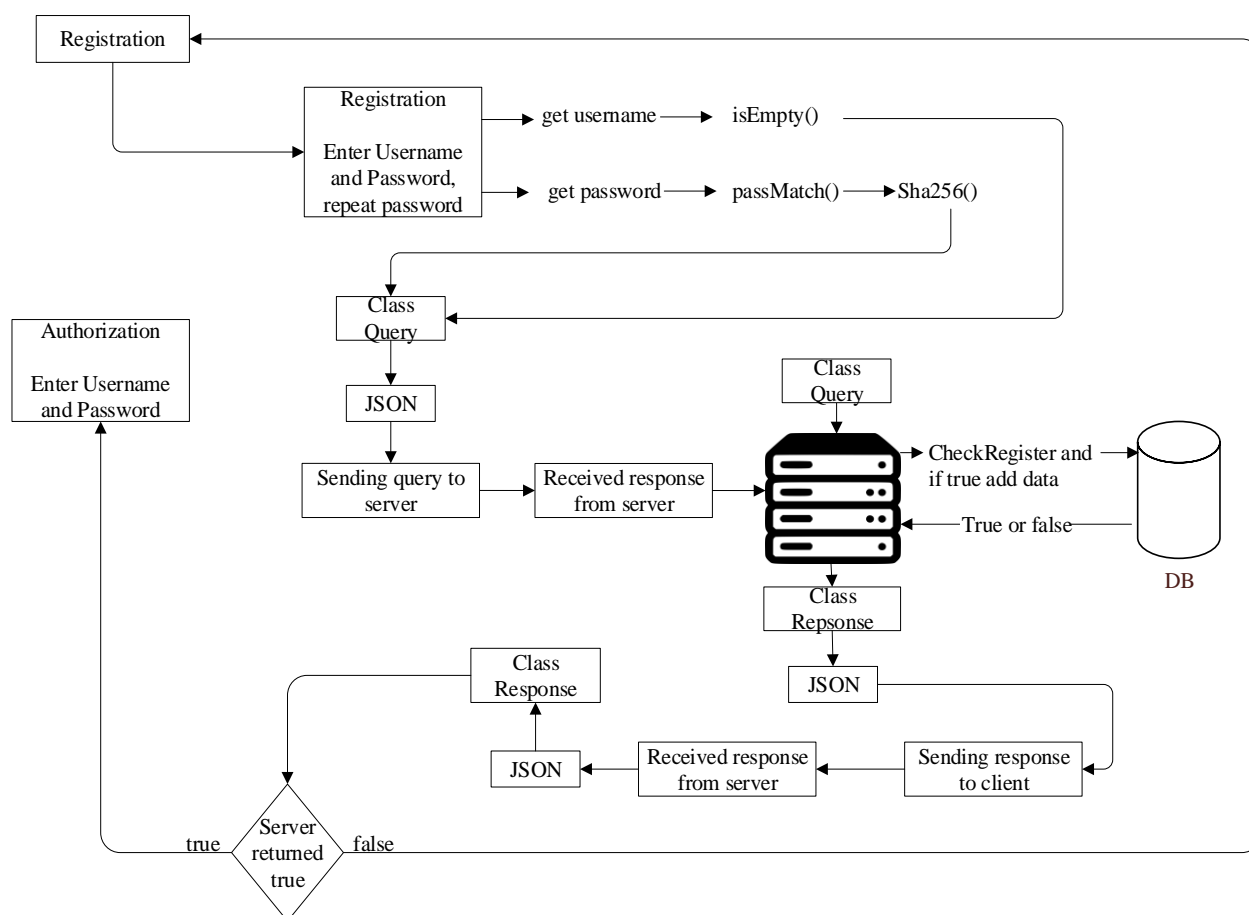 Registration
Registration
Enter Username
and Password,
repeat password
get username
isEmpty()
get password
passMatch()
Sha256()
Class
Query
Authorization
Enter Username
and Password
JSON
Class
Query
Sending query to
server
Received response
from server
CheckRegister and
if true add data
True or false
DB
Class
Repsonse
Class
Response
JSON
JSON
Received response
from server
Sending response
to client
true
Server
returned
true
false